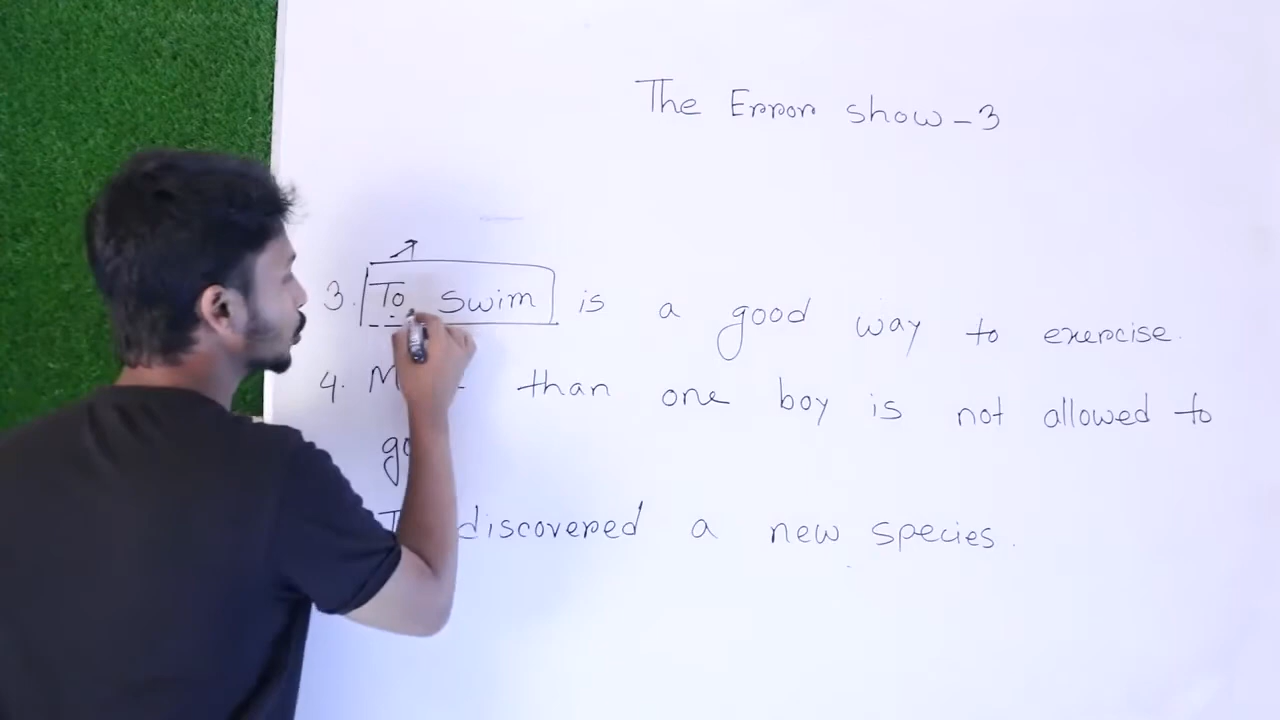 The Error show - 3
3. To swim is a good way to exercise.
4. than one boy is not allowed to
discovered a new species.